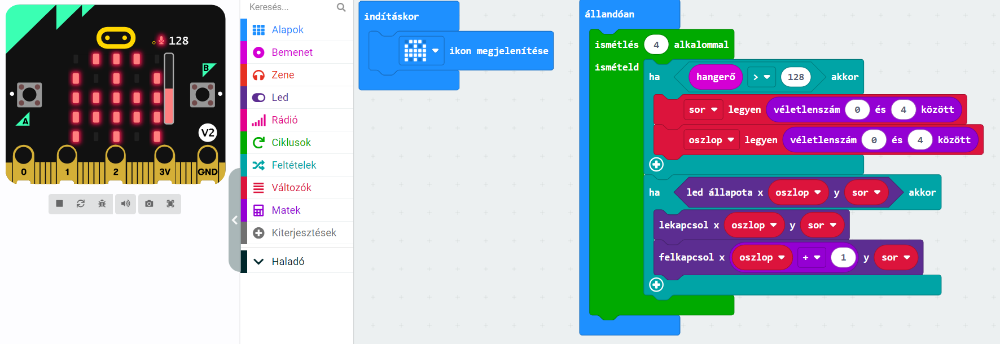 128
B
A
V2
0 1 2 3V GND
Keresés...
Alapok
Bemenet
Zene
Led
Rádió
Ciklusok
Feltételek
Változók
Matek
Kiterjesztések
Haladó
indításkor
ikon megjelenítése
állandóan
ismétlés 4 alkalommal
ismételd
ha hangerő > 128 akkor
sor legyen véletlenszám 0 és 4 között
oszlop legyen véletlenszám 0 és 4 között
ha led állapota x oszlop y sor akkor
lekapcsol x oszlop y sor
felkapcsol x oszlop + 1 y sor